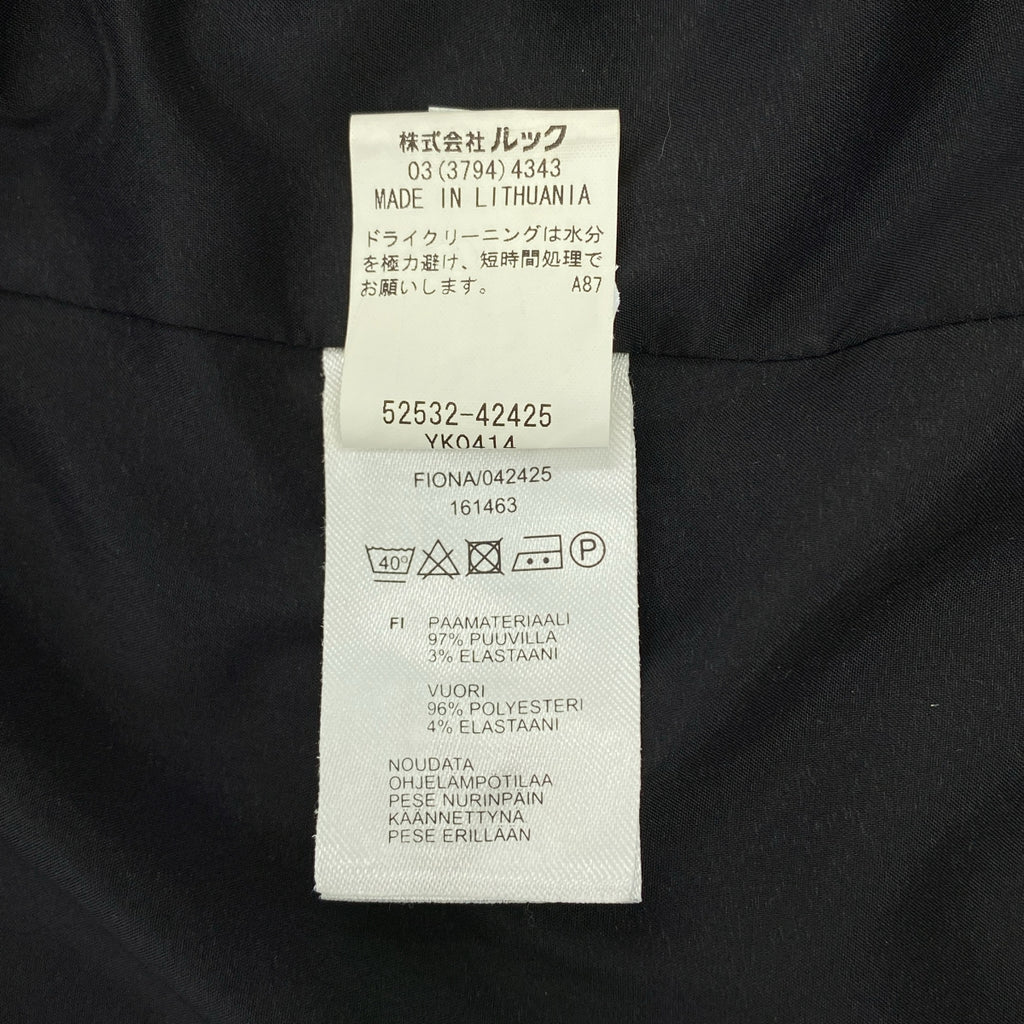 株式会社 ルック
03(3794)4343
MADE IN LITHUANIA
ドライクリーニングは水分
を極力避け、短時間処理で
お願いします。 A87
52532-42425
YK0414
FIONA/042425
161463
40° P
FI PÄÄMATERIAALI
97% PUUVILLA
3% ELASTAANI
VUORI
96% POLYESTERI
4% ELASTAANI
NOUDATA
OHJELÄMPÖTILAA
PESE NURINPÄIN
KÄÄNNETTYNÄ
PESE ERILLÄÄN